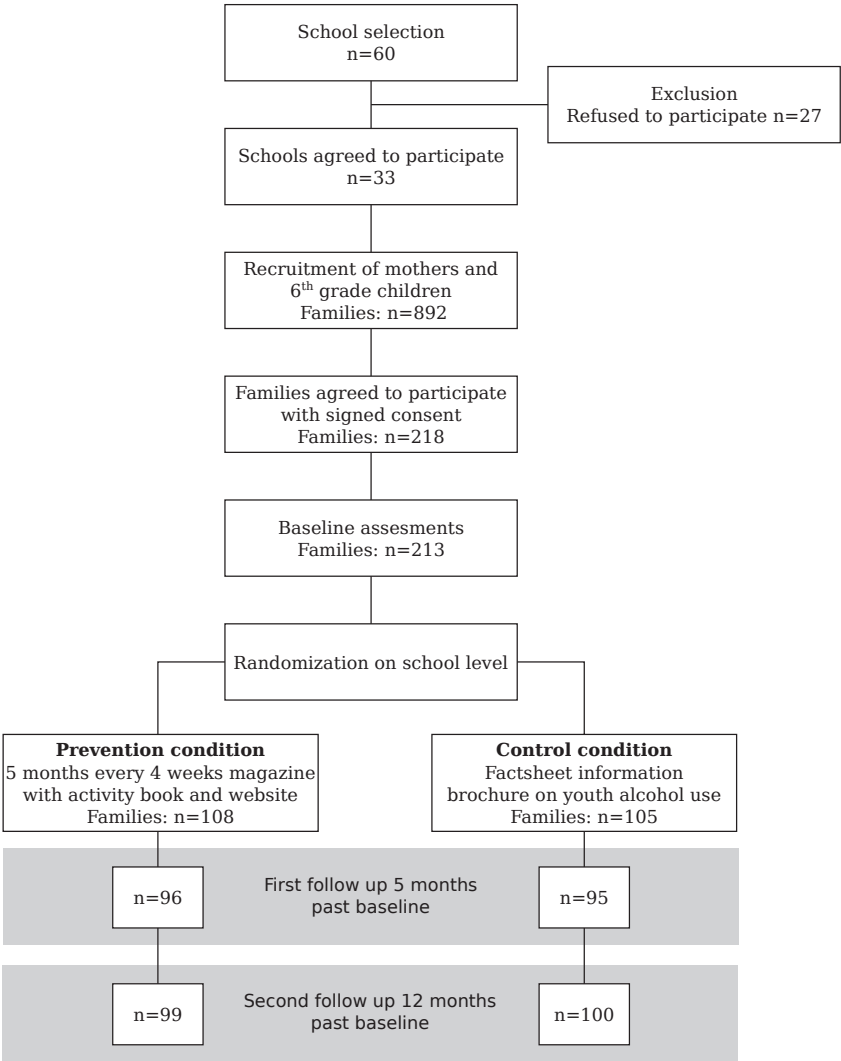 School selection
n=60
Exclusion
Refused to participate n=27
Schools agreed to participate
n=33
Recruitment of mothers and
6th grade children
Families: n=892
Families agreed to participate
with signed consent
Families: n=218
Baseline assesments
Families: n=213
Randomization on school level
Prevention condition
5 months every 4 weeks magazine
with activity book and website
Families: n=108
Control condition
Factsheet information
brochure on youth alcohol use
Families: n=105
n=96
First follow up 5 months
past baseline
n=95
n=99
Second follow up 12 months
past baseline
n=100